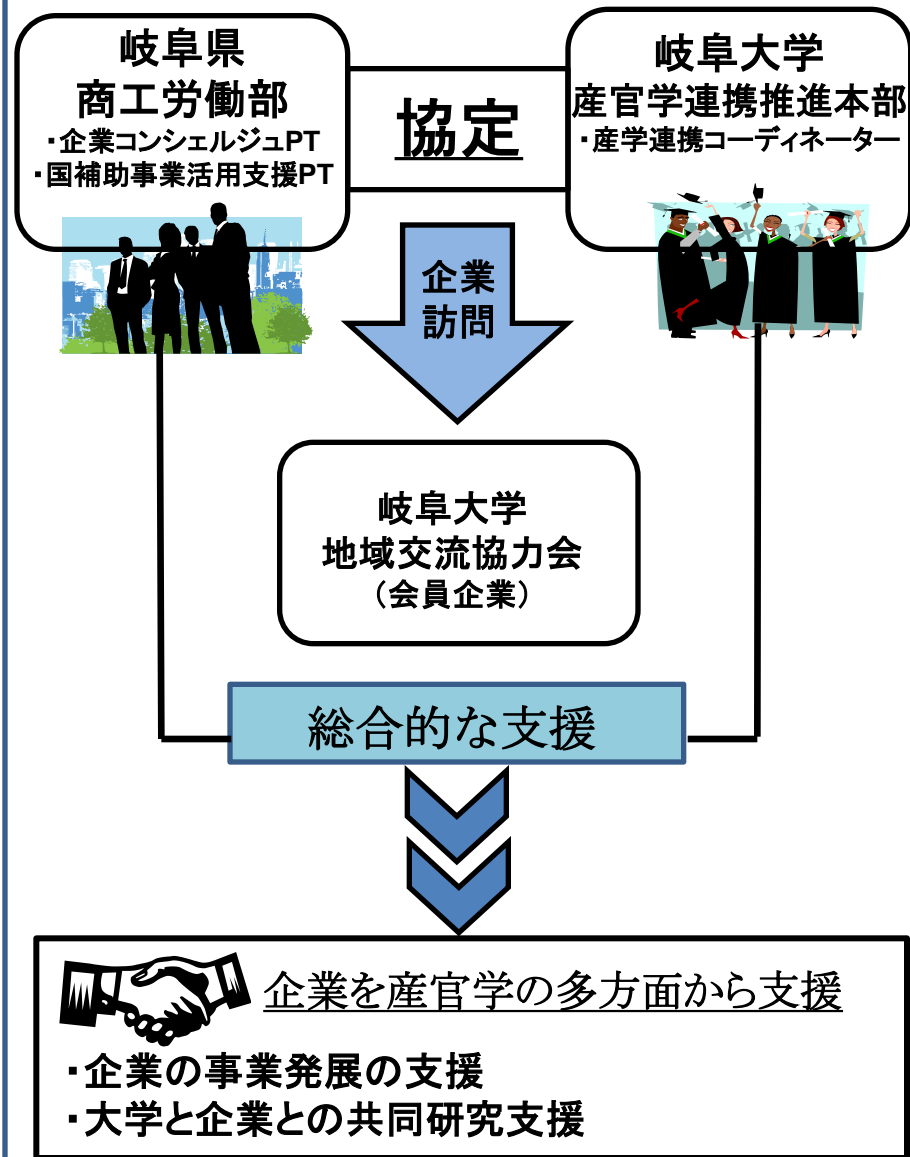 岐阜県
商工労働部
・企業コンシェルジュPT
・国補助事業活用支援PT
協定
岐阜大学
産官学連携推進本部
・産学連携コーディネーター
企業
訪問
岐阜大学
地域交流協力会
（会員企業）
総合的な支援
企業を産官学の多方面から支援
・企業の事業発展の支援
・大学と企業との共同研究支援